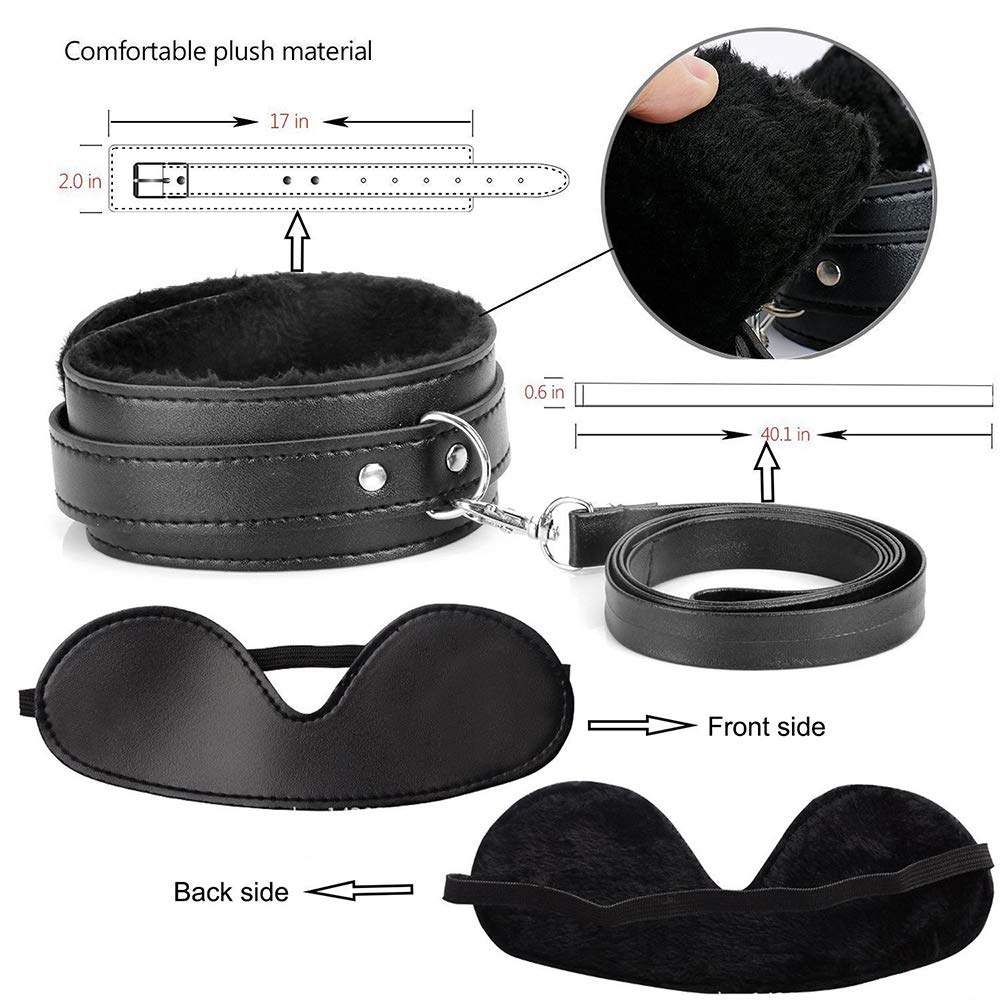 Comfortable plush material
17 in
2.0 in
0.6 in
40.1 in
Front side
Back side